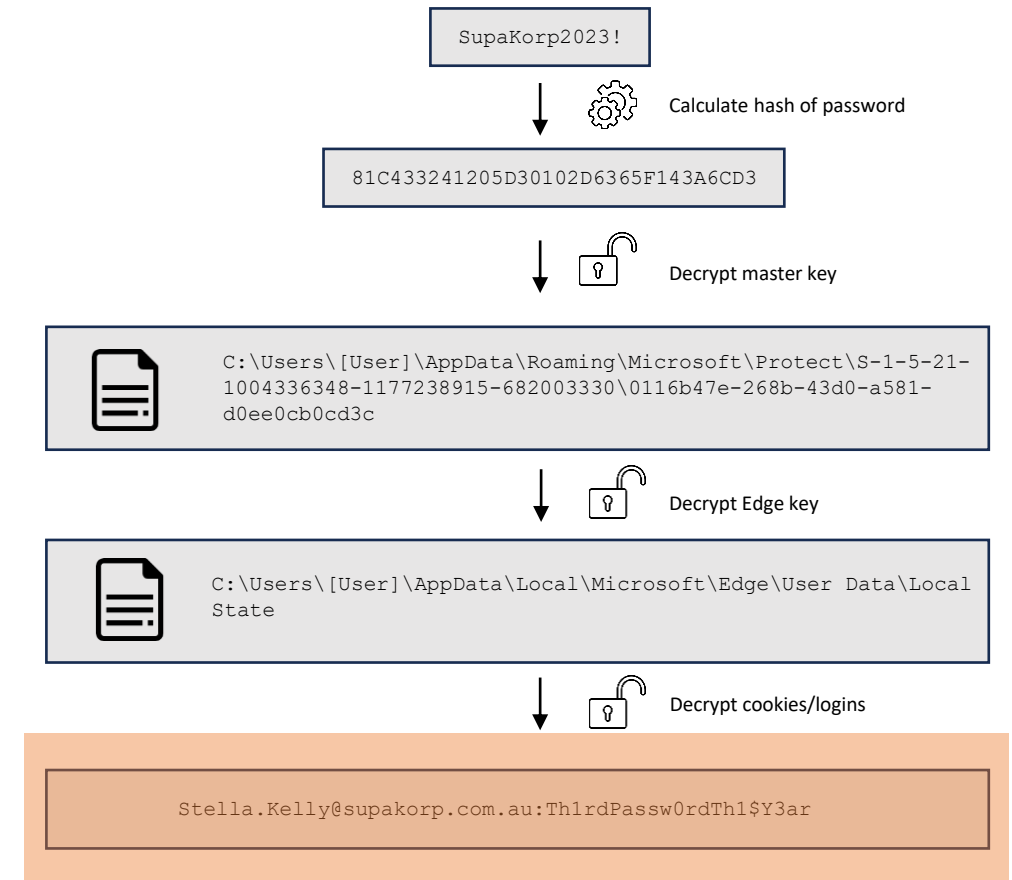 SupaKorp2023!
Calculate hash of password
81C433241205D30102D6365F143A6CD3
Decrypt master key
C:\Users\[User]\AppData\Roaming\Microsoft\Protect\S-1-5-21-
1004336348-1177238915-682003330\0116b47e-268b-43d0-a581-
d0ee0cb0cd3c
Decrypt Edge key
C:\Users\[User]\AppData\Local\Microsoft\Edge\User Data\Local
State
Decrypt cookies/logins
Stella.Kelly@supakorp.com.au:Th1rdPassw0rdTh1$Y3ar